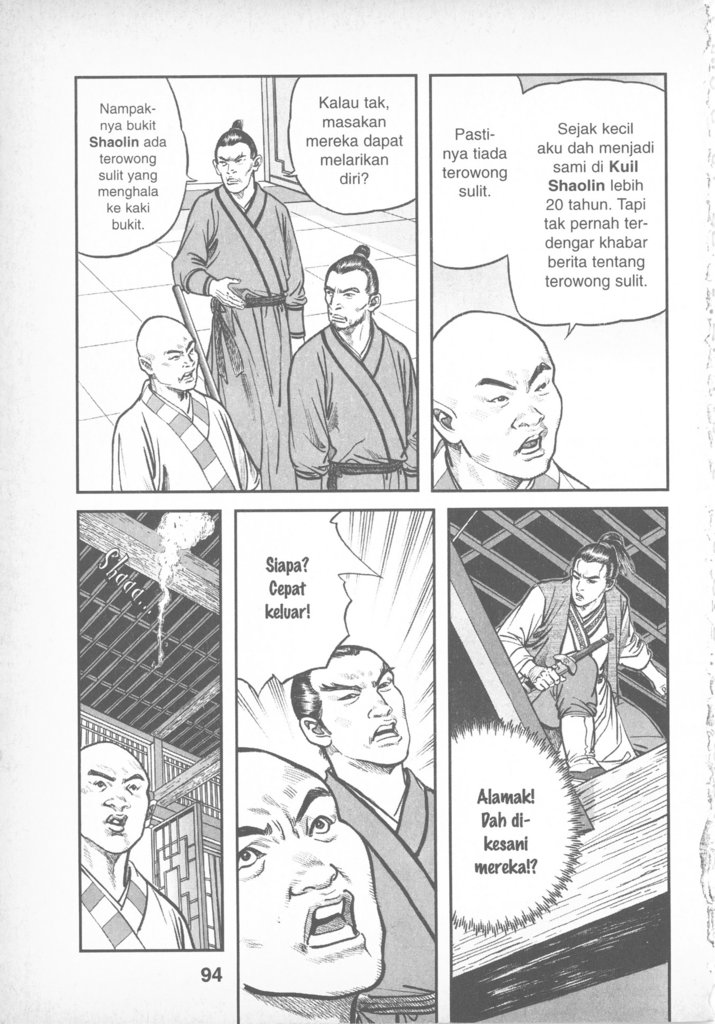 Nampak-
nya bukit
Shaolin ada
terowong
sulit yang
menghala
ke kaki
bukit.
Kalau tak,
masakan
mereka dapat
melarikan
diri?
Pasti-
nya tiada
terowong
sulit.
Sejak kecil
aku dah menjadi
sami di Kuil
Shaolin lebih
20 tahun. Tapi
tak pernah ter-
dengar khabar
berita tentang
terowong sulit.
Shaaa...
Siapa?
Cepat
keluar!
Alamak!
Dah di-
kesani
mereka!?
94